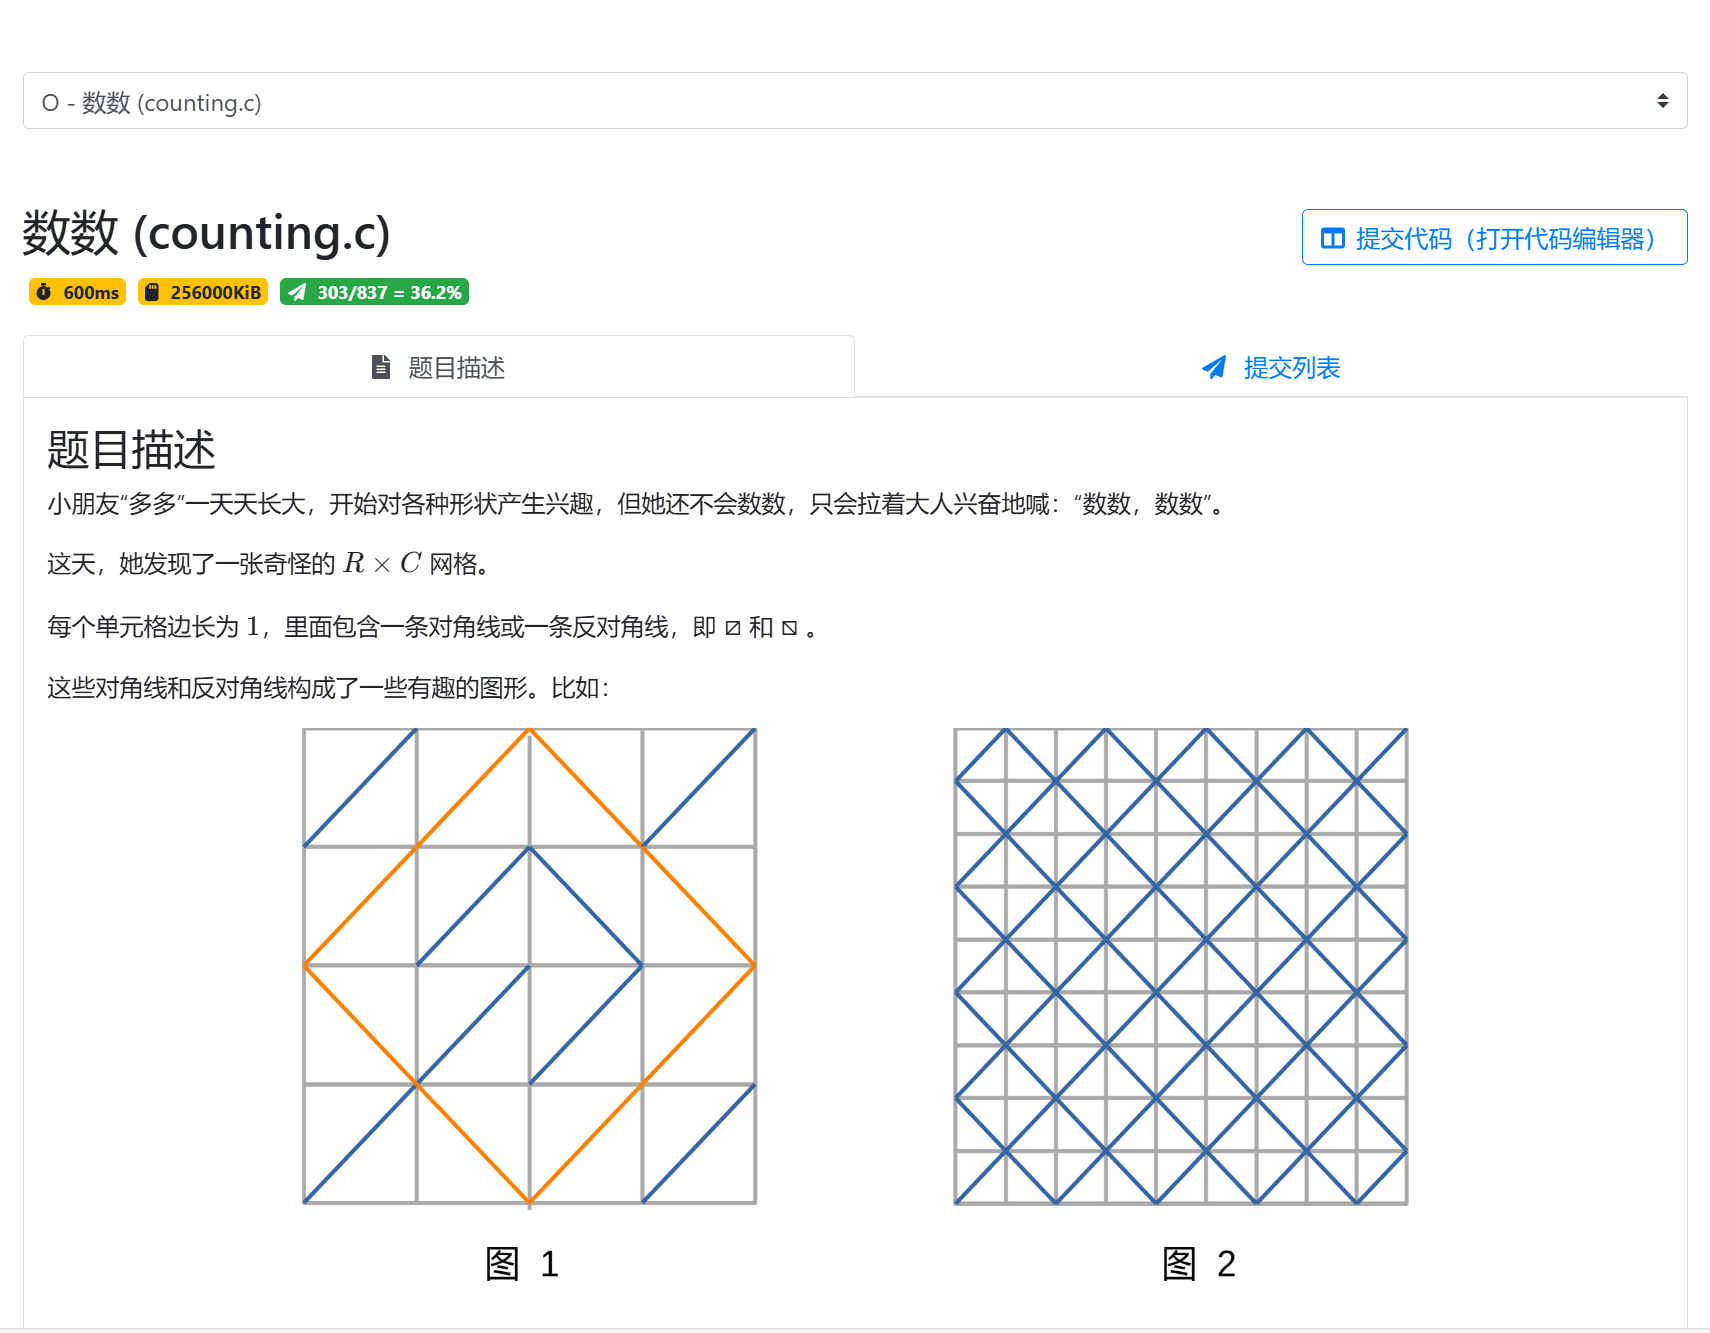 O - 数数 (counting.c)
数数 (counting.c)
提交代码（打开代码编辑器）
600ms 256000KiB 303/837 = 36.2%
题目描述
提交列表
题目描述
小朋友“多多”一天天长大，开始对各种形状产生兴趣，但她还不会数数，只会拉着大人兴奋地喊：“数数，数数”。
这天，她发现了一张奇怪的 R × C 网格。
每个单元格边长为 1，里面包含一条对角线或一条反对角线，即 ⧄ 和 ⧅ 。
这些对角线和反对角线构成了一些有趣的图形。比如：
图 1
图 2